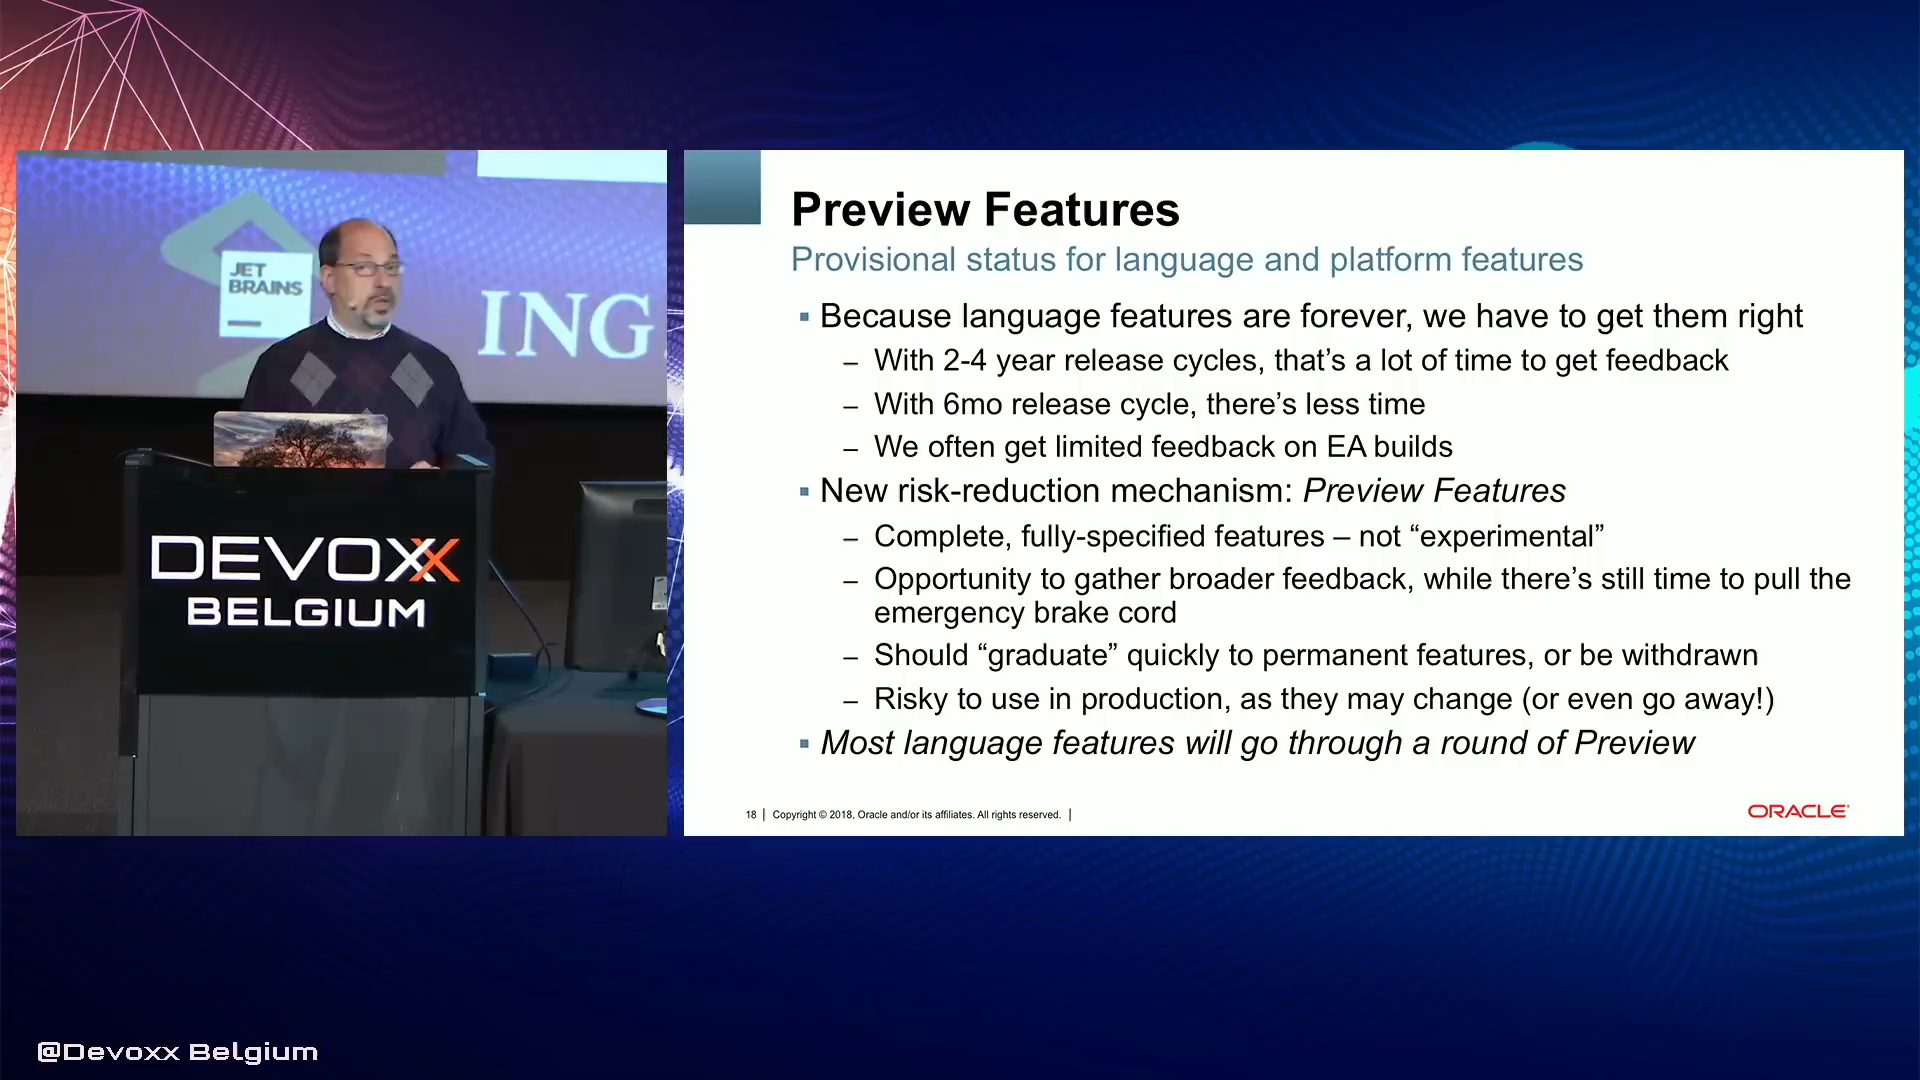 JET
BRAINS
ING
DEVOXX
BELGIUM
Preview Features
Provisional status for language and platform features
▪ Because language features are forever, we have to get them right
– With 2-4 year release cycles, that’s a lot of time to get feedback
– With 6mo release cycle, there’s less time
– We often get limited feedback on EA builds
▪ New risk-reduction mechanism: Preview Features
– Complete, fully-specified features – not “experimental”
– Opportunity to gather broader feedback, while there’s still time to pull the
emergency brake cord
– Should “graduate” quickly to permanent features, or be withdrawn
– Risky to use in production, as they may change (or even go away!)
▪ Most language features will go through a round of Preview
18 | Copyright © 2018, Oracle and/or its affiliates. All rights reserved. |
ORACLE
@Devoxx Belgium